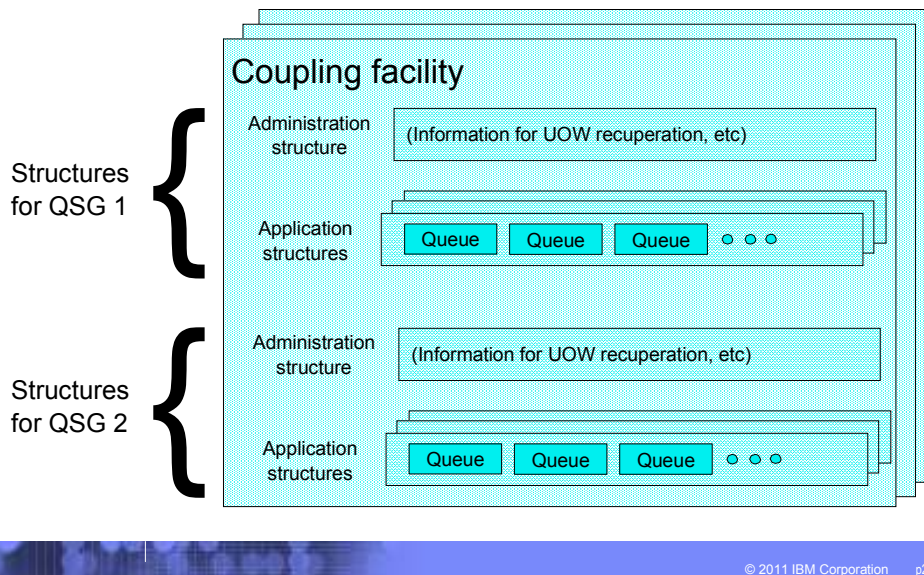 Coupling facility
Structures
for QSG 1
Administration
structure
(Information for UOW recuperation, etc)
Application
structures
Queue Queue Queue
Structures
for QSG 2
Administration
structure
(Information for UOW recuperation, etc)
Application
structures
Queue Queue Queue
© 2011 IBM Corporation